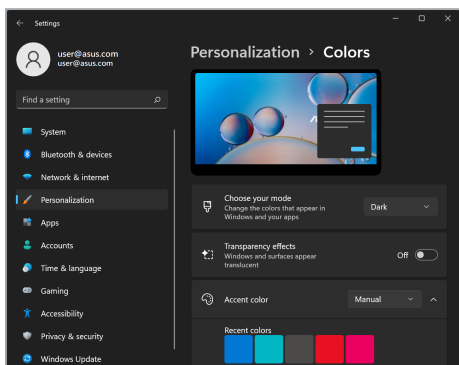 Settings
user@asus.com
user@asus.com
Find a setting
System
Bluetooth & devices
Network & internet
Personalization
Apps
Accounts
Time & language
Gaming
Accessibility
Privacy & security
Windows Update
Personalization > Colors
Choose your mode
Change the colors that appear in
Windows and your apps
Dark
Transparency effects
Windows and surfaces appear
translucent
Off
Accent color
Manual
Recent colors